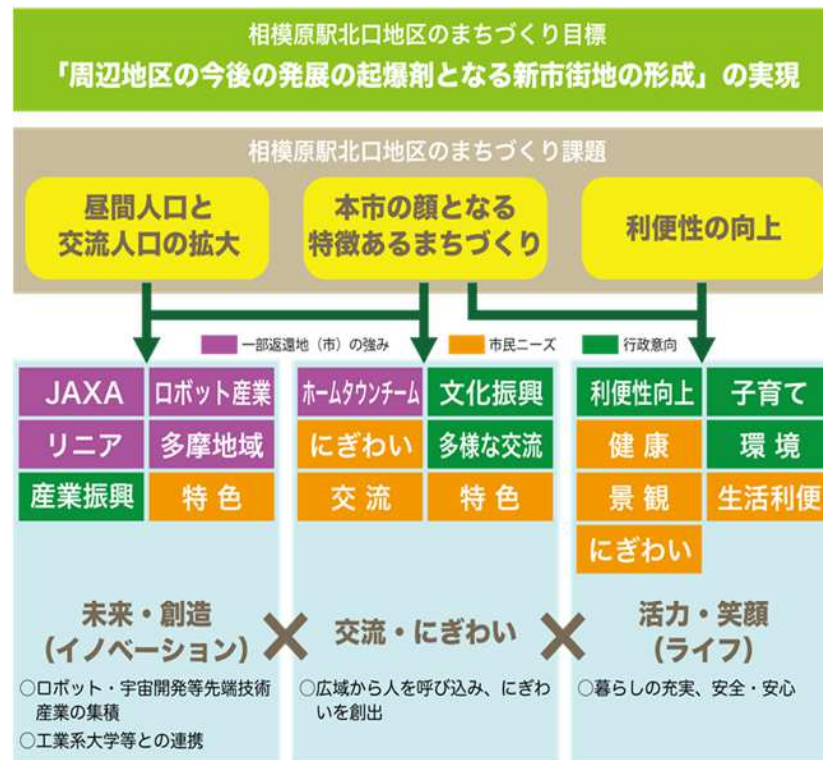 相模原駅北口地区のまちづくり目標
「周辺地区の今後の発展の起爆剤となる新市街地の形成」の実現
相模原駅北口地区のまちづくり課題
昼間人口と
交流人口の拡大
本市の顔となる
特徴あるまちづくり
利便性の向上
一部返還地（市）の強み
市民ニーズ
行政意向
JAXA
ロボット産業
リニア
多摩地域
産業振興
特色
ホームタウンチーム
文化振興
にぎわい
多様な交流
交流
特色
利便性向上
子育て
健康
環境
景観
生活利便
にぎわい
未来・創造
(イノベーション)
○ロボット・宇宙開発等先端技術
産業の集積
○工業系大学等との連携
×
交流・にぎわい
○広域から人を呼び込み、にぎわ
いを創出
×
活力・笑顔
(ライフ)
○暮らしの充実、安全・安心